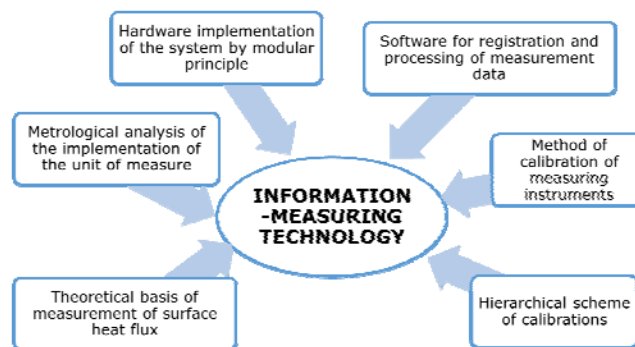 Hardware implementation
of the system by modular
principle
Software for registration and
processing of measurement
data
Metrological analysis of
the implementation of
the unit of measure
Method of
calibration of
measuring
instruments
INFORMATION
-MEASURING
TECHNOLOGY
Theoretical basis of
measurement of surface
heat flux
Hierarchical scheme
of calibrations